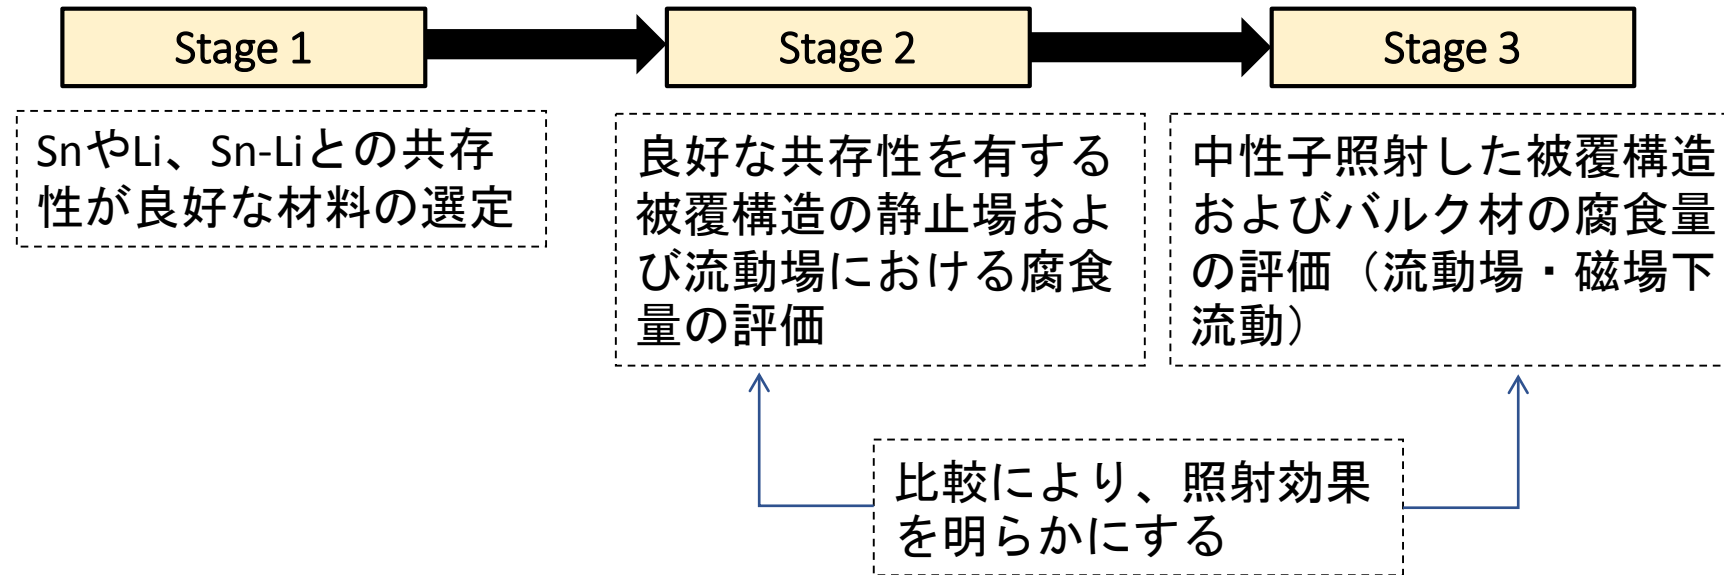 Stage 1
Stage 2
Stage 3
SnやLi、Sn-Liとの共存
性が良好な材料の選定
良好な共存性を有する
被覆構造の静止場およ
び流動場における腐食
量の評価
中性子照射した被覆構造
およびバルク材の腐食量
の評価（流動場・磁場下
流動）
比較により、照射効果
を明らかにする